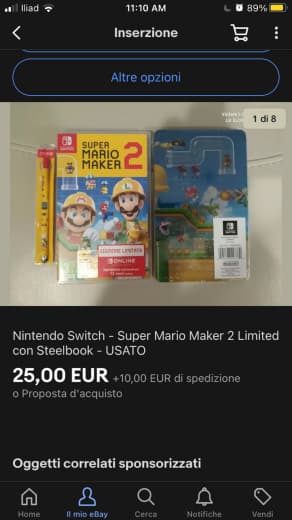 Iliad
11:10 AM
89%
Inserzione
Altre opzioni
1 di 8
NINTENDO SWITCH
SUPER MARIO MAKER 2
EDIZIONE LIMITATA
ONLINE
Nintendo Switch - Super Mario Maker 2 Limited
con Steelbook - USATO
25,00 EUR +10,00 EUR di spedizione
o Proposta d'acquisto
Oggetti correlati sponsorizzati
Home
Il mio eBay
Cerca
Notifiche
Vendi